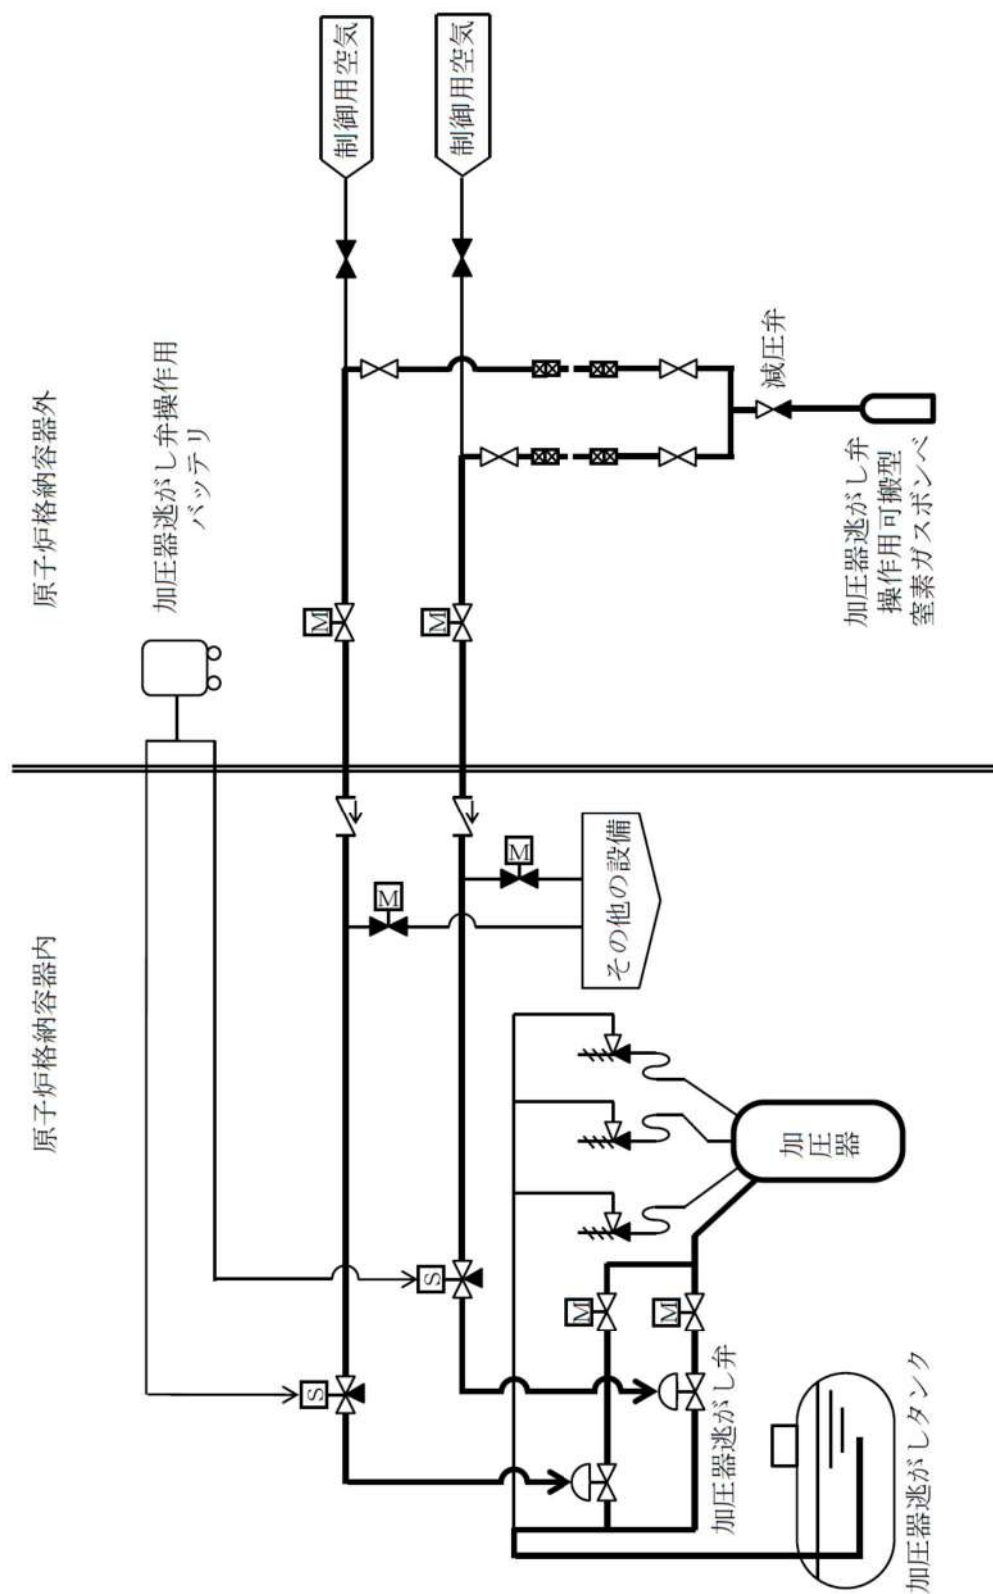 原子炉格納容器内
原子炉格納容器外
加圧器逃がし弁操作用
バッテリ
制御用空気
制御用空気
M
M
M
M
その他の設備
S
S
M
M
加圧器
加圧器逃がし弁
加圧器逃がしタンク
減圧弁
加圧器逃がし弁
操作用可搬型
窒素ガスボンベ